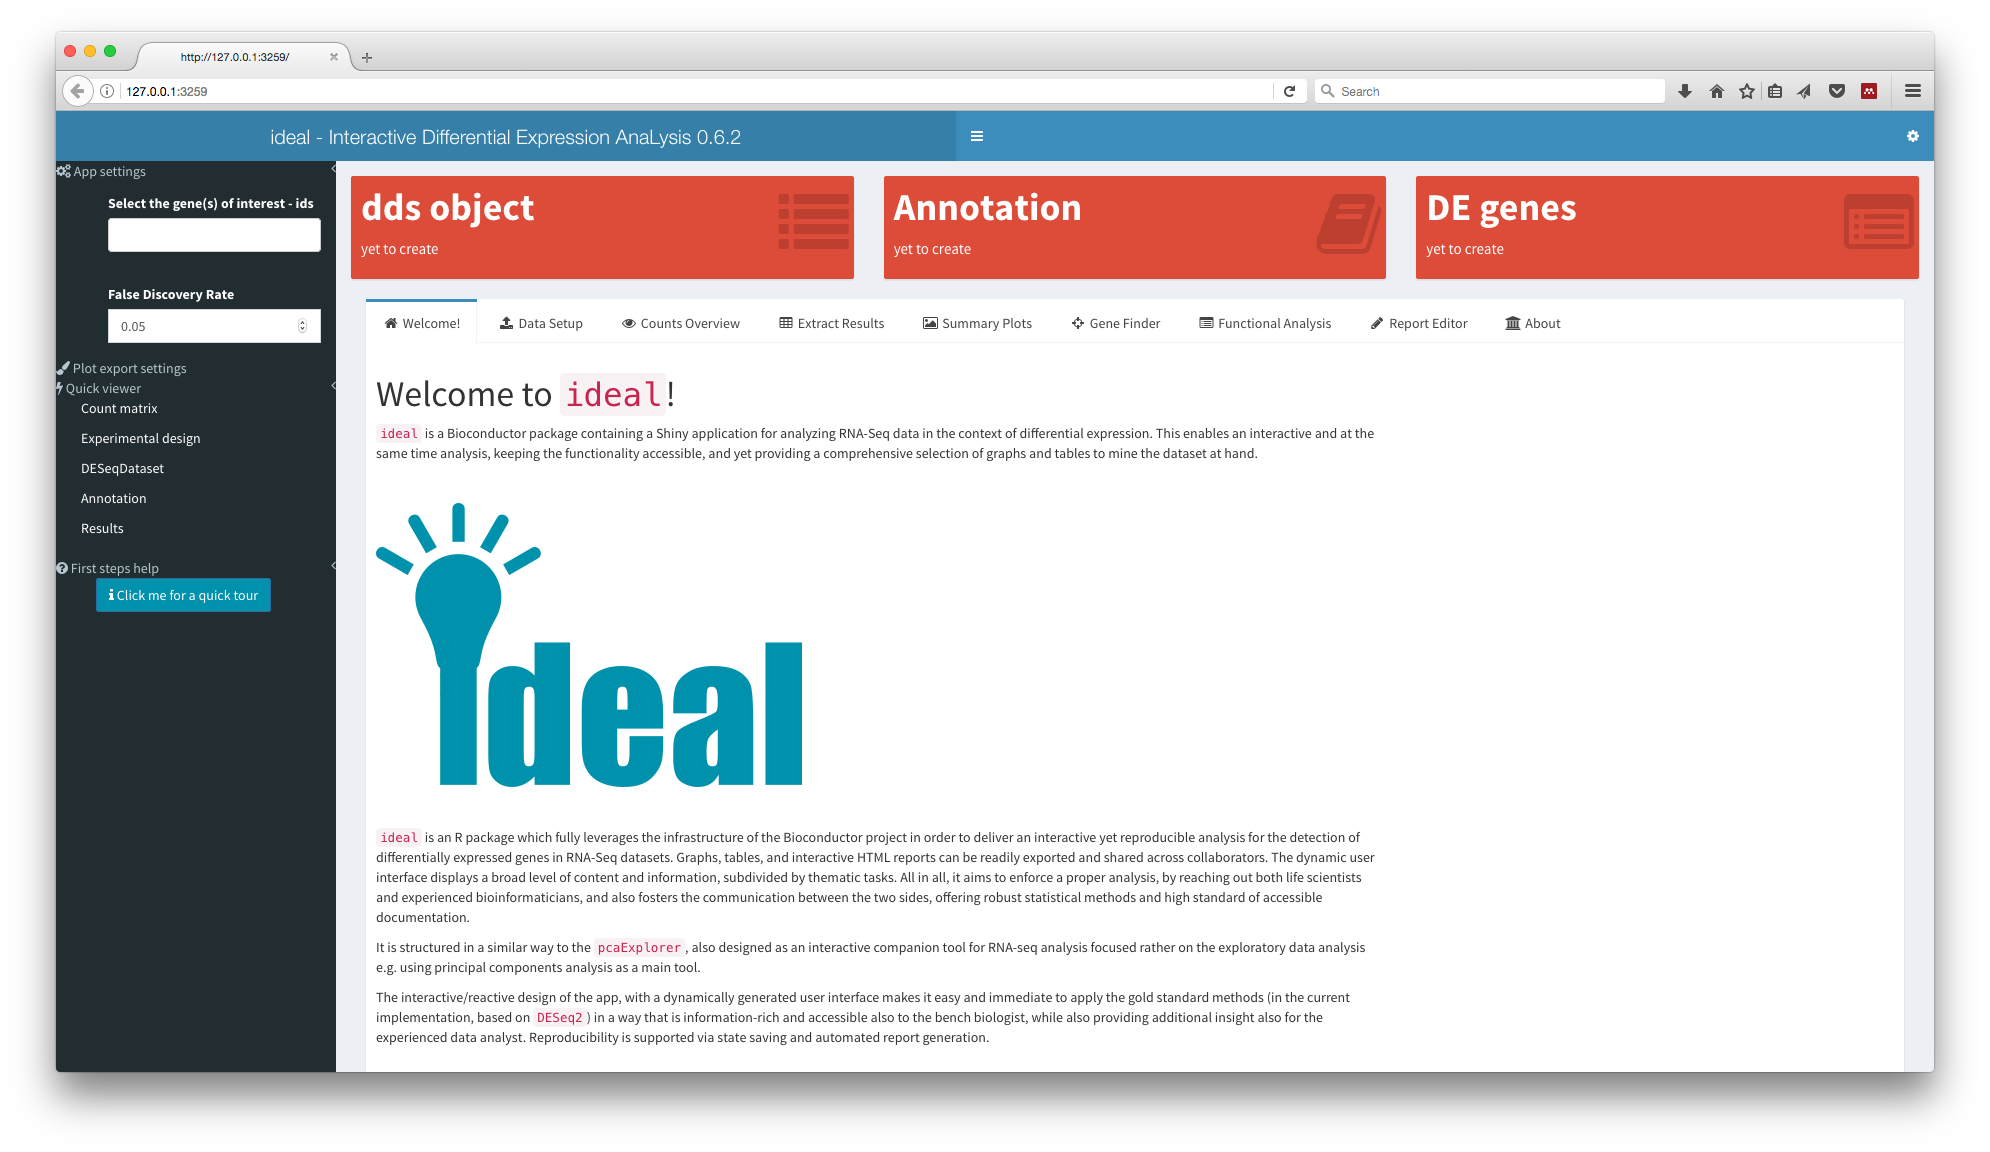 http://127.0.0.1:3259/
127.0.0.1:3259
Search
ideal - Interactive Differential Expression AnaLysis 0.6.2
App settings
Select the gene(s) of interest - ids
False Discovery Rate
0.05
Plot export settings
Quick viewer
Count matrix
Experimental design
DESeqDataset
Annotation
Results
First steps help
Click me for a quick tour
dds object
yet to create
Annotation
yet to create
DE genes
yet to create
Welcome! Data Setup Counts Overview Extract Results Summary Plots Gene Finder Functional Analysis Report Editor About
Welcome to ideal!
ideal is a Bioconductor package containing a Shiny application for analyzing RNA-Seq data in the context of differential expression. This enables an interactive and at the
same time analysis, keeping the functionality accessible, and yet providing a comprehensive selection of graphs and tables to mine the dataset at hand.
ideal
ideal is an R package which fully leverages the infrastructure of the Bioconductor project in order to deliver an interactive yet reproducible analysis for the detection of
differentially expressed genes in RNA-Seq datasets. Graphs, tables, and interactive HTML reports can be readily exported and shared across collaborators. The dynamic user
interface displays a broad level of content and information, subdivided by thematic tasks. All in all, it aims to enforce a proper analysis, by reaching out both life scientists
and experienced bioinformaticians, and also fosters the communication between the two sides, offering robust statistical methods and high standard of accessible
documentation.
It is structured in a similar way to the pcaExplorer, also designed as an interactive companion tool for RNA-seq analysis focused rather on the exploratory data analysis
e.g. using principal components analysis as a main tool.
The interactive/reactive design of the app, with a dynamically generated user interface makes it easy and immediate to apply the gold standard methods (in the current
implementation, based on DESeq2) in a way that is information-rich and accessible also to the bench biologist, while also providing additional insight also for the
experienced data analyst. Reproducibility is supported via state saving and automated report generation.